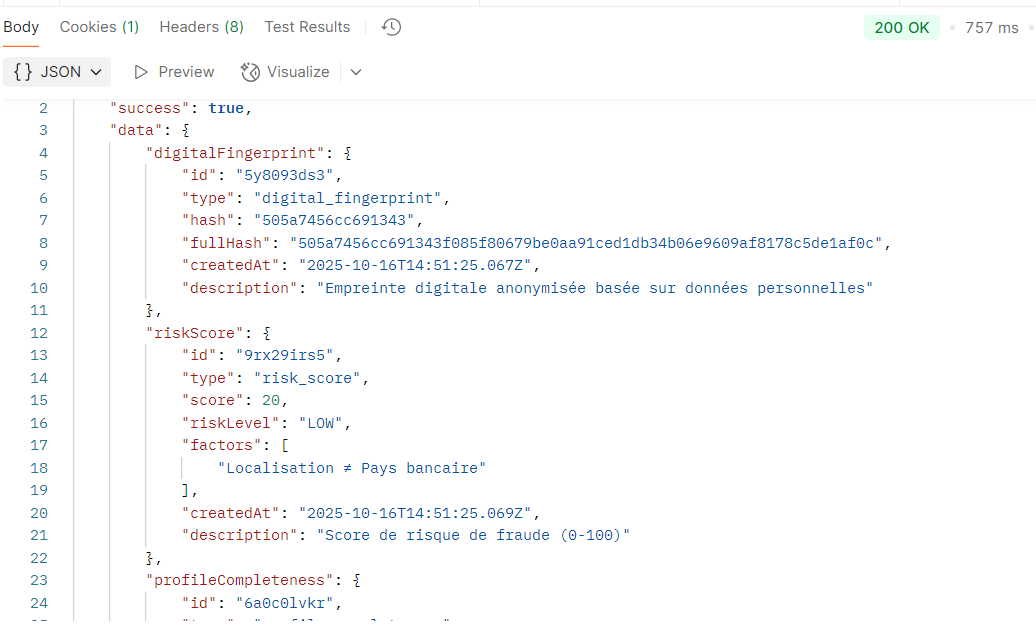 Body Cookies (1) Headers (8) Test Results 200 OK • 757 ms •
{} JSON Preview Visualize
2 "success": true,
3 "data": {
4 "digitalFingerprint": {
5 "id": "5y8093ds3",
6 "type": "digital_fingerprint",
7 "hash": "505a7456cc691343",
8 "fullHash": "505a7456cc691343f085f80679be0aa91ced1db34b06e9609af8178c5de1af0c",
9 "createdAt": "2025-10-16T14:51:25.067Z",
10 "description": "Empreinte digitale anonymisée basée sur données personnelles"
11 },
12 "riskScore": {
13 "id": "9rx29irs5",
14 "type": "risk_score",
15 "score": 20,
16 "riskLevel": "LOW",
17 "factors": [
18 "Localisation ≠ Pays bancaire"
19 ],
20 "createdAt": "2025-10-16T14:51:25.069Z",
21 "description": "Score de risque de fraude (0-100)"
22 },
23 "profileCompleteness": {
24 "id": "6a0c0lvkr",